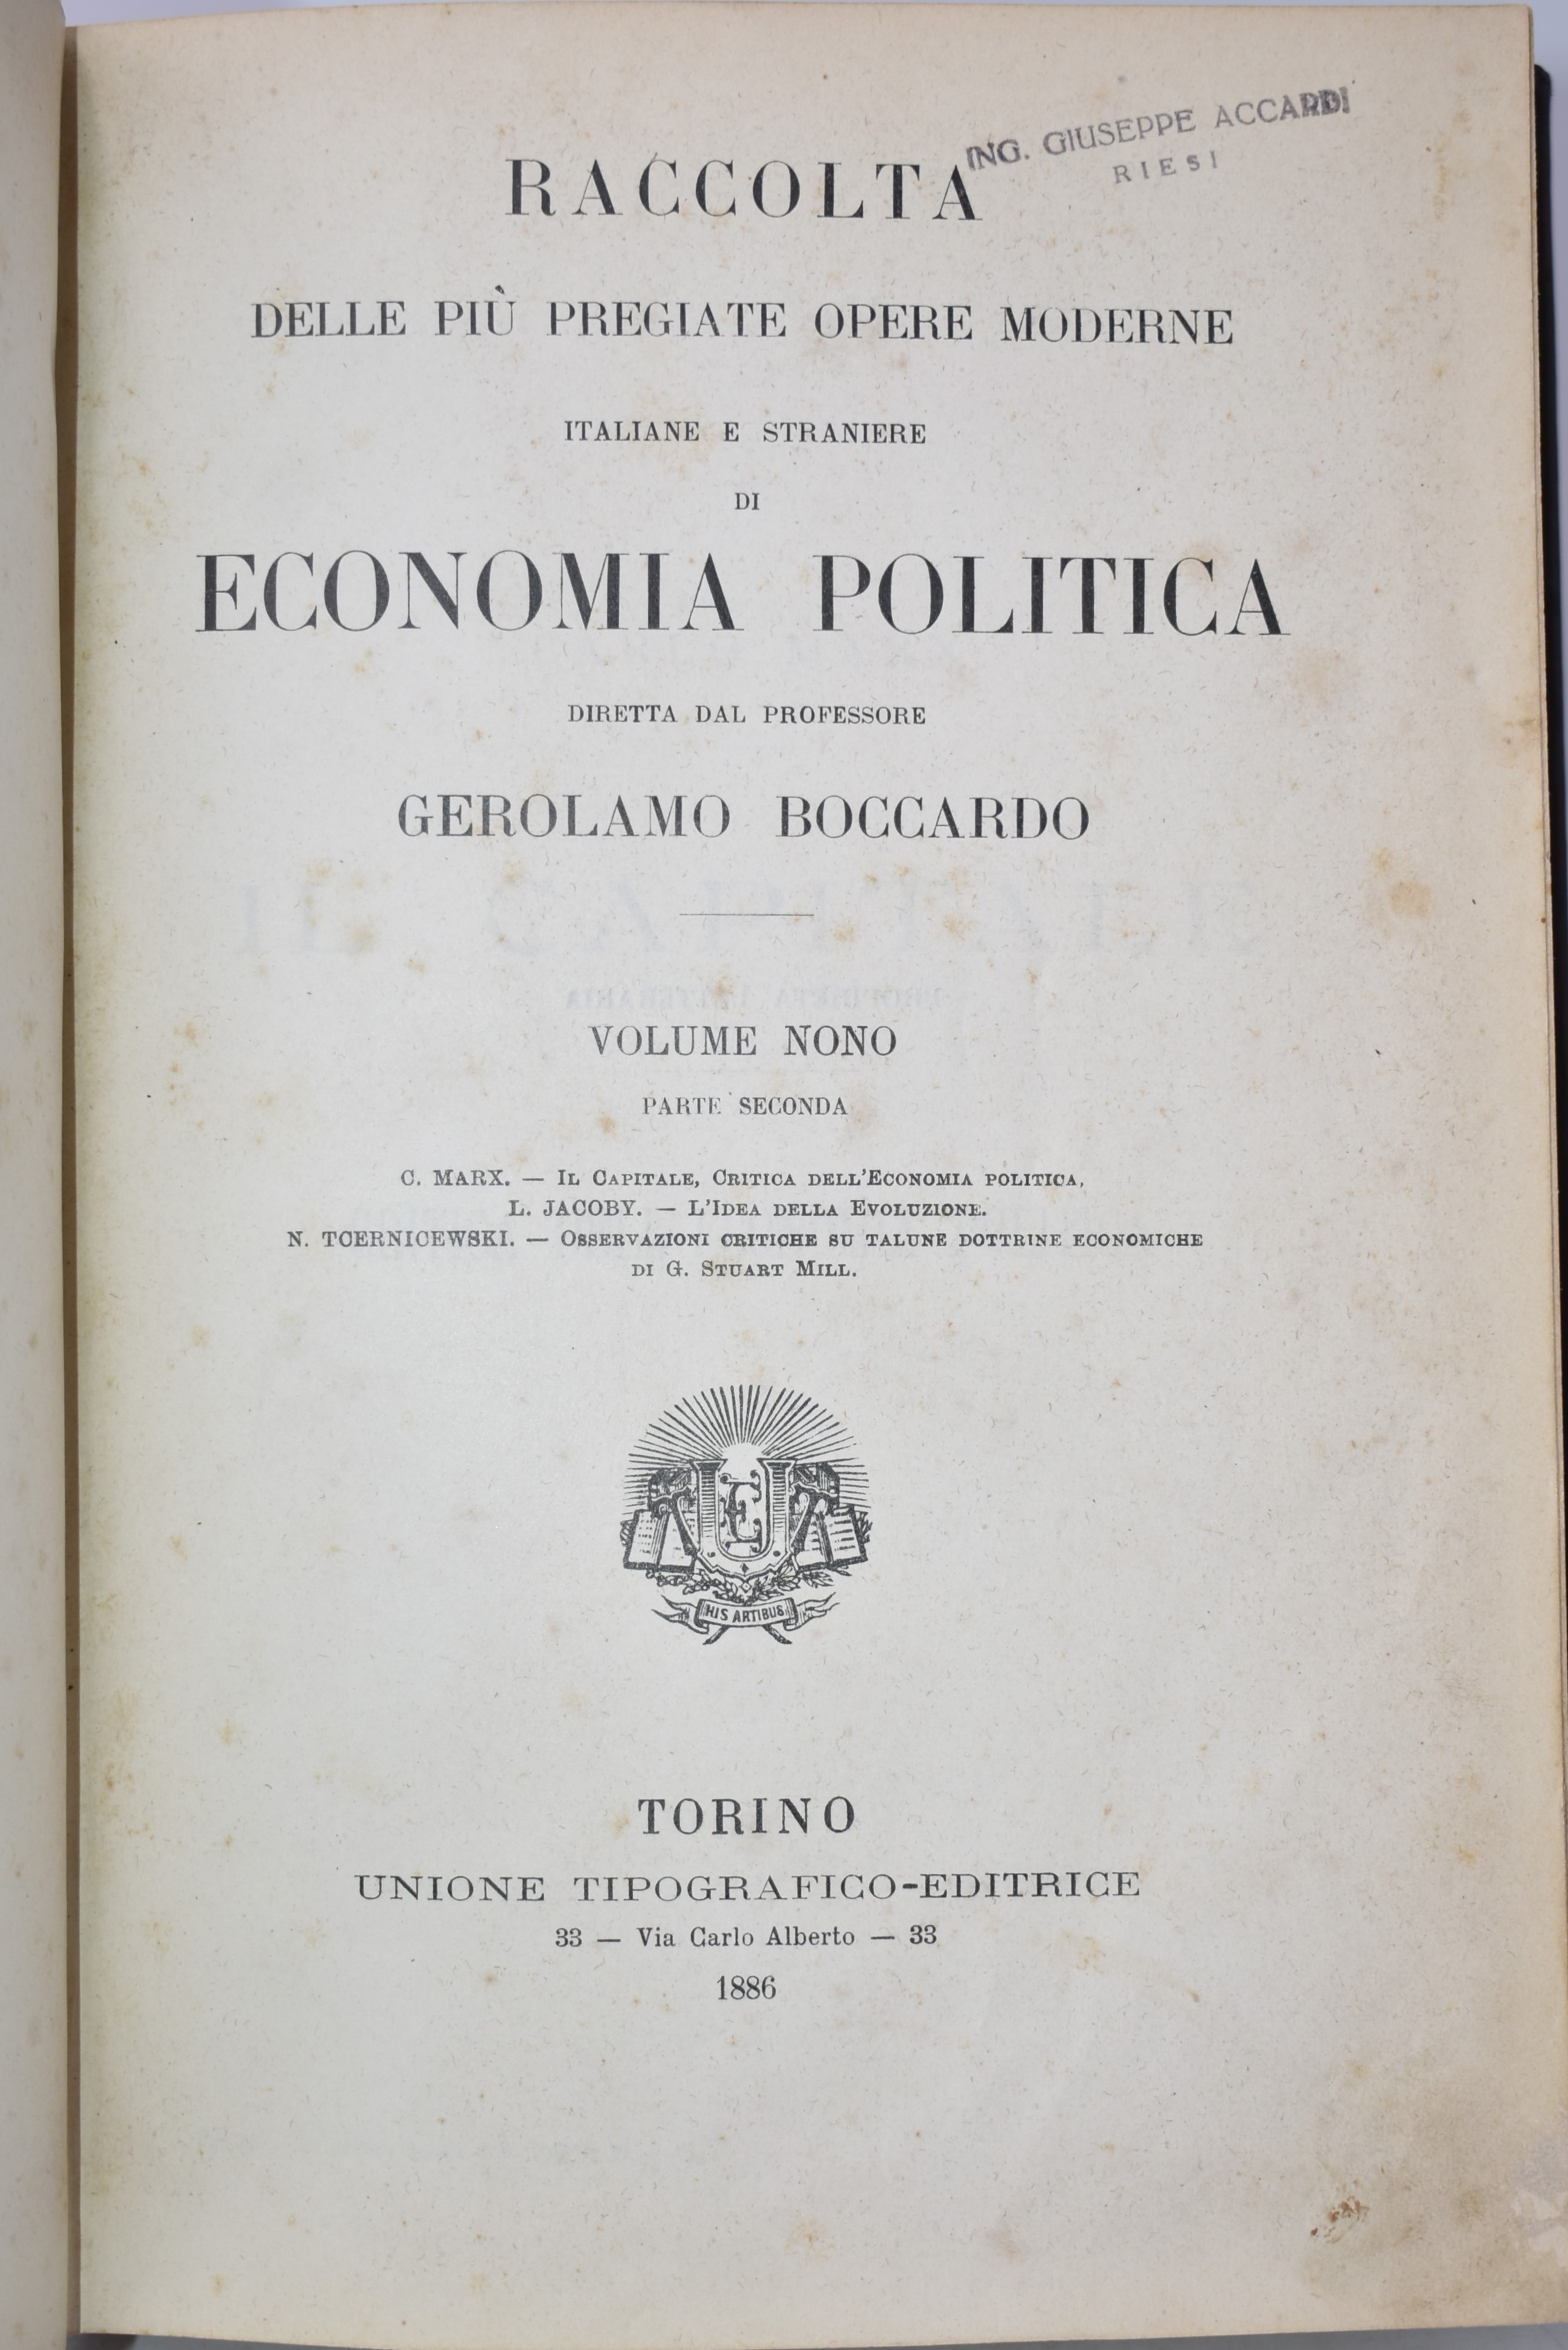 ING. GIUSEPPE ACCARDI
RIESI
RACCOLTA
DELLE PIÙ PREGIATE OPERE MODERNE
ITALIANE E STRANIERE
DI
ECONOMIA POLITICA
DIRETTA DAL PROFESSORE
GEROLAMO BOCCARDO
VOLUME NONO
PARTE SECONDA
C. MARX. — IL CAPITALE, CRITICA DELL'ECONOMIA POLITICA,
L. JACOBY. — L'IDEA DELLA EVOLUZIONE.
N. TCERNICEWSKI. — OSSERVAZIONI CRITICHE SU TALUNE DOTTRINE ECONOMICHE
DI G. STUART MILL.
UTE
HIS ARTIBUS
TORINO
UNIONE TIPOGRAFICO-EDITRICE
33 — Via Carlo Alberto — 33
1886